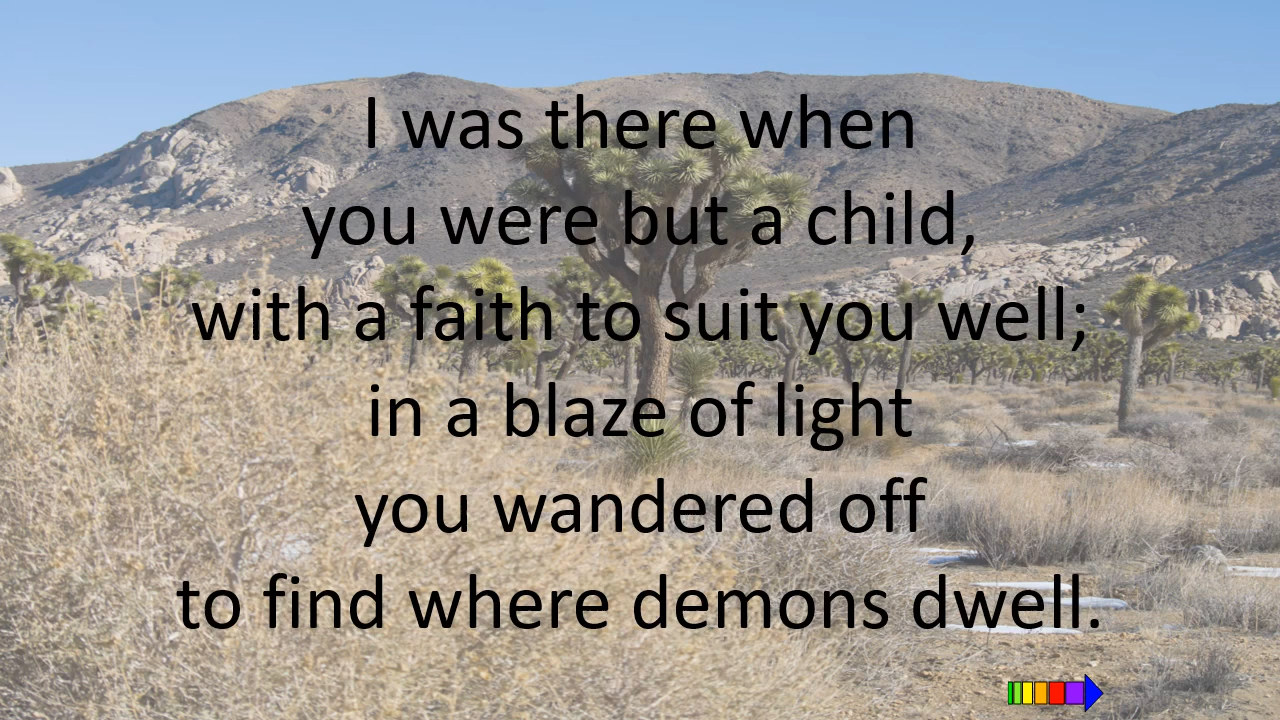 I was there when
you were but a child,
with a faith to suit you well;
in a blaze of light
you wandered off
to find where demons dwell.